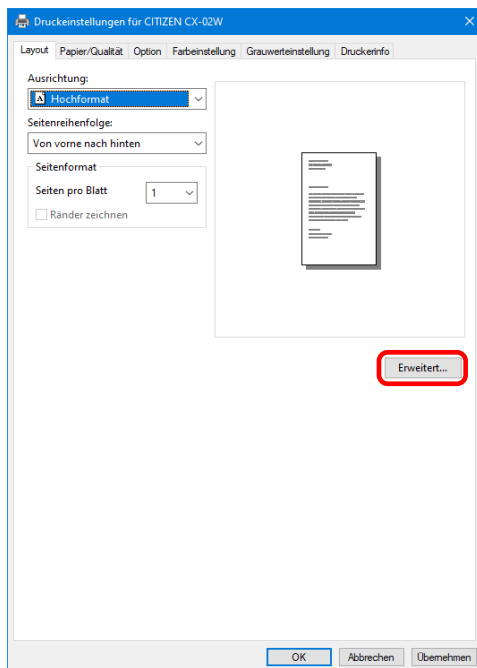 Druckeinstellungen für CITIZEN CX-02W
Layout Papier/Qualität Option Farbeinstellung Grauwerteinstellung Druckerinfo
Ausrichtung:
Hochformat
Seitenreihenfolge:
Von vorne nach hinten
Seitenformat
Seiten pro Blatt 1
Ränder zeichnen
Erweitert...
OK Abbrechen Übernehmen